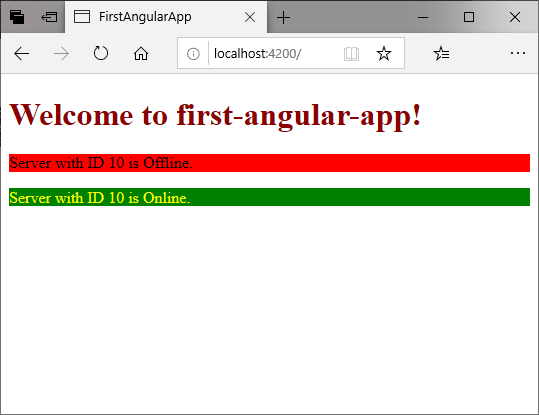 FirstAngularApp
localhost:4200/
Welcome to first-angular-app!
Server with ID 10 is Offline.
Server with ID 10 is Online.